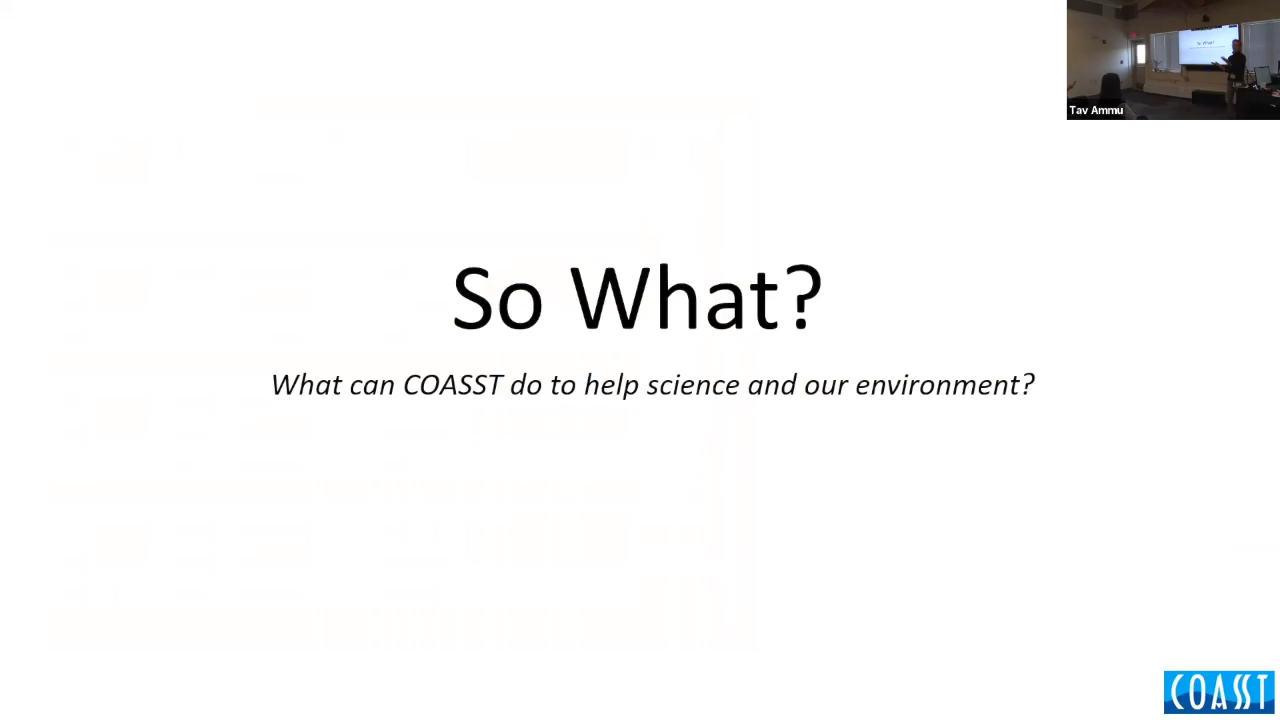 Tav Ammu
So What?
What can COASST do to help science and our environment?
COASST